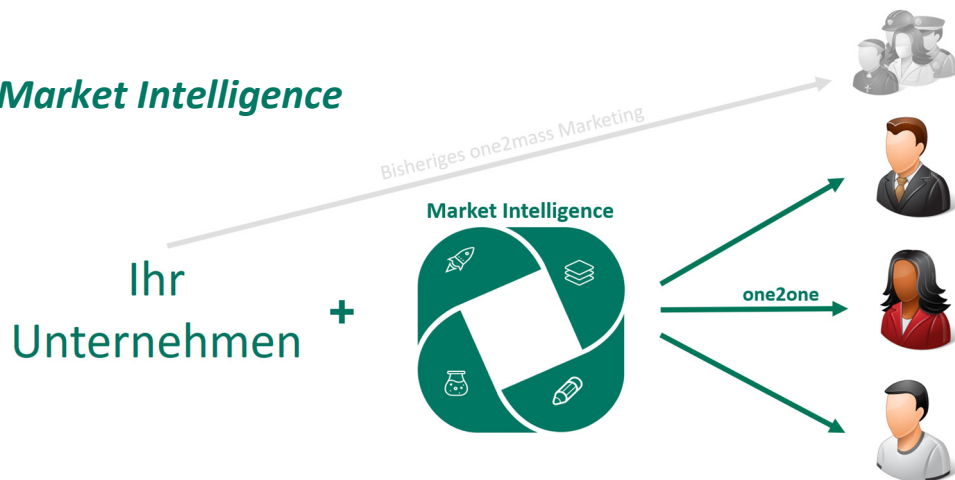 Market Intelligence
Bisheriges one2mass Marketing
Market Intelligence
Ihr
Unternehmen
+
one2one